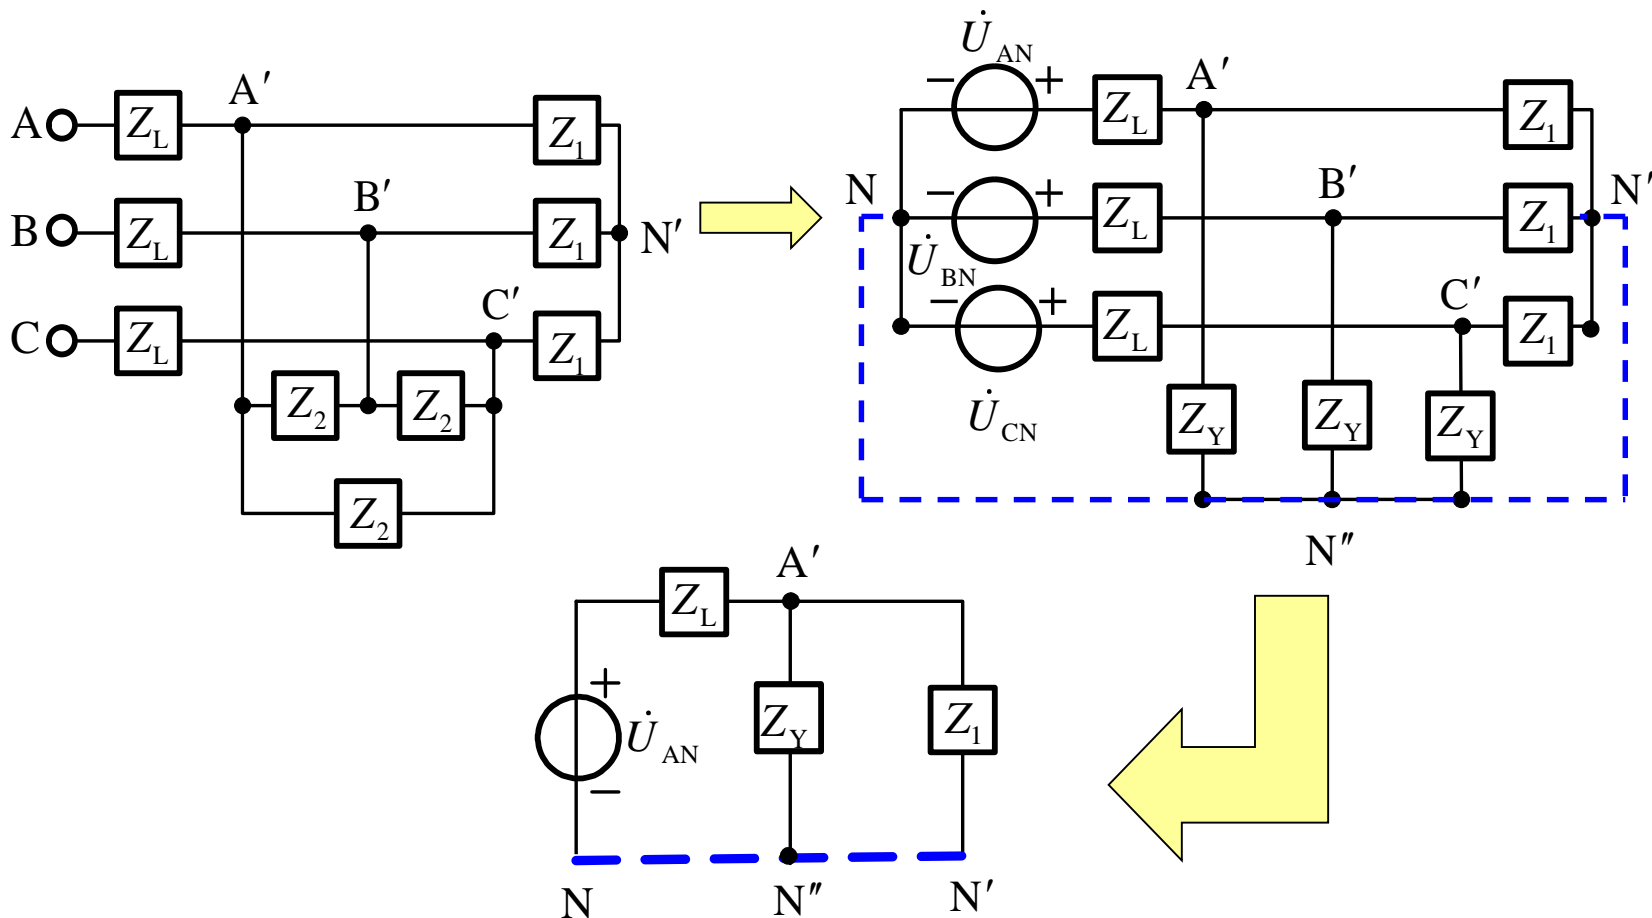 A Z_L A′ Z_1
B Z_L B′ Z_1 N′
C Z_L C′ Z_1
Z_2 Z_2
Z_2
U̇_AN
− + Z_L A′ Z_1
N − + Z_L B′ Z_1 N′
U̇_BN
− + Z_L C′ Z_1
U̇_CN
Z_Y Z_Y Z_Y
N″
Z_L A′
+
U̇_AN Z_Y Z_1
−
N N″ N′